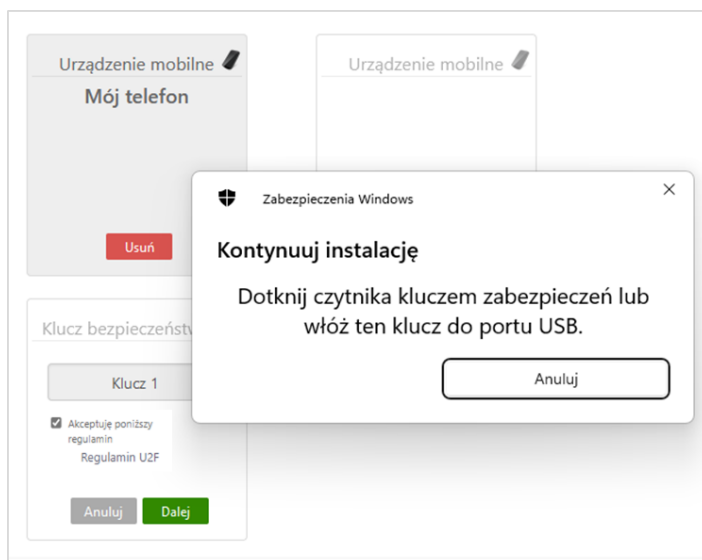 Urządzenie mobilne
Mój telefon
Usuń
Urządzenie mobilne
Zabezpieczenia Windows
Kontynuuj instalację
Dotknij czytnika kluczem zabezpieczeń lub
włóż ten klucz do portu USB.
Anuluj
Klucz
Klucz 1
Akceptuję poniższy
regulamin
Regulamin U2F
Anuluj
Dalej